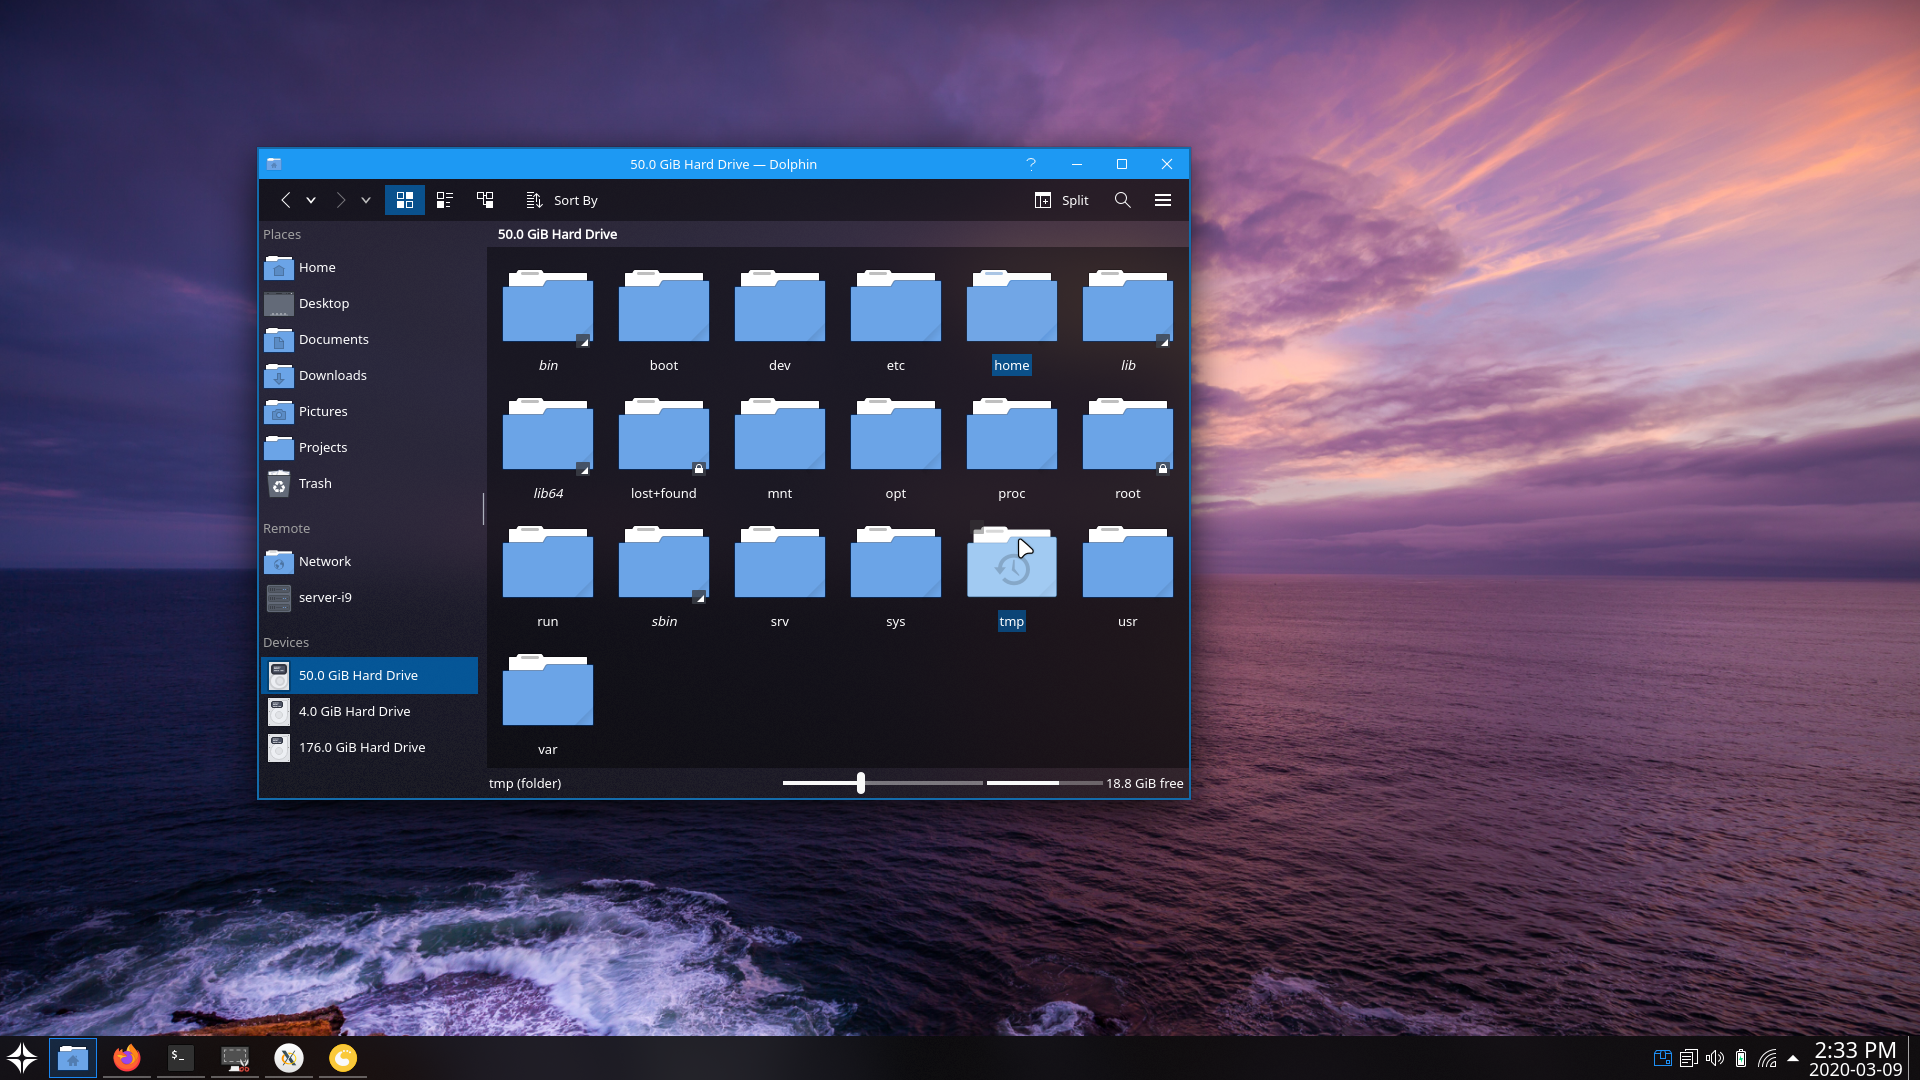 50.0 GiB Hard Drive — Dolphin
Sort By
Split
Places
Home
Desktop
Documents
Downloads
Pictures
Projects
Trash
Remote
Network
server-i9
Devices
50.0 GiB Hard Drive
4.0 GiB Hard Drive
176.0 GiB Hard Drive
50.0 GiB Hard Drive
bin boot dev etc home lib
lib64 lost+found mnt opt proc root
run sbin srv sys tmp usr
var
tmp (folder)
18.8 GiB free
$_
2:33 PM
2020-03-09